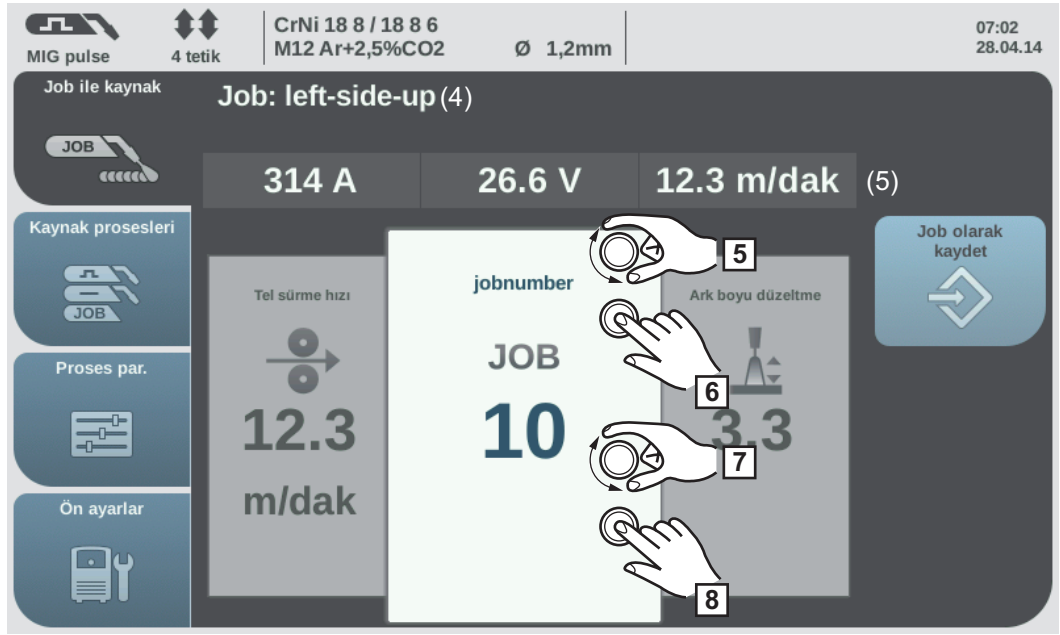 MIG pulse
4 tetik
CrNi 18 8 / 18 8 6
M12 Ar+2,5%CO2 Ø 1,2mm
07:02
28.04.14
Job ile kaynak
JOB
Kaynak prosesleri
JOB
Proses par.
Ön ayarlar
Job: left-side-up (4)
314 A
26.6 V
12.3 m/dak
(5)
Tel sürme hızı
12.3
m/dak
jobnumber
JOB
10
Ark boyu düzeltme
3.3
5
6
7
8
Job olarak
kaydet